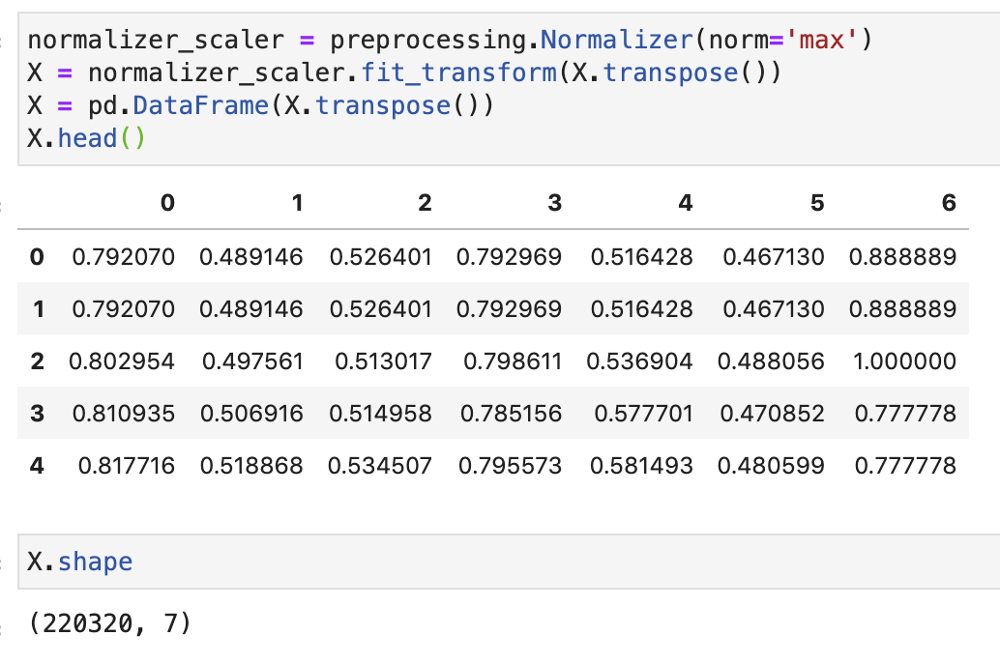 normalizer_scaler = preprocessing.Normalizer(norm='max')
X = normalizer_scaler.fit_transform(X.transpose())
X = pd.DataFrame(X.transpose())
X.head()
0 1 2 3 4 5 6
0 0.792070 0.489146 0.526401 0.792969 0.516428 0.467130 0.888889
1 0.792070 0.489146 0.526401 0.792969 0.516428 0.467130 0.888889
2 0.802954 0.497561 0.513017 0.798611 0.536904 0.488056 1.000000
3 0.810935 0.506916 0.514958 0.785156 0.577701 0.470852 0.777778
4 0.817716 0.518868 0.534507 0.795573 0.581493 0.480599 0.777778
X.shape
(220320, 7)